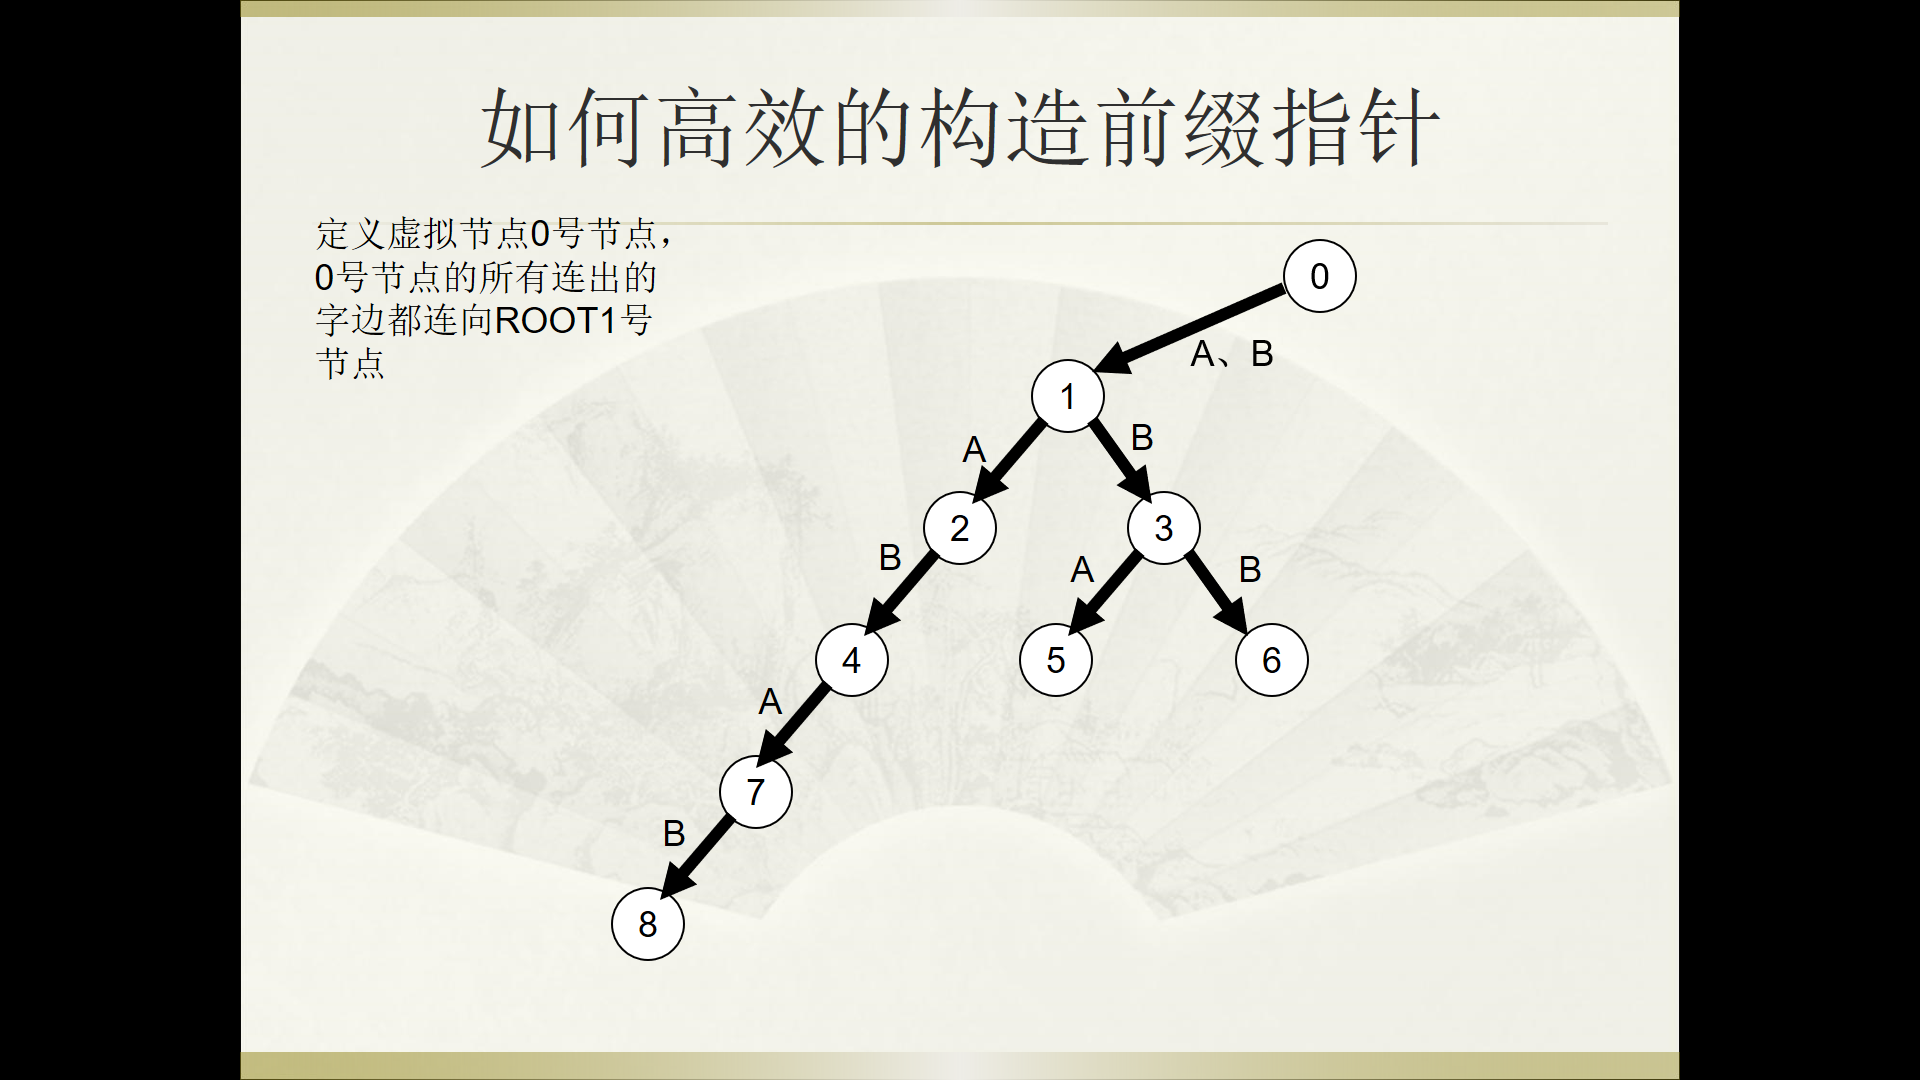 如何高效的构造前缀指针
定义虚拟节点0号节点，
0号节点的所有连出的
字边都连向ROOT1号
节点
0
A、B
1
A
B
2
3
B
A
B
4
5
6
A
7
B
8